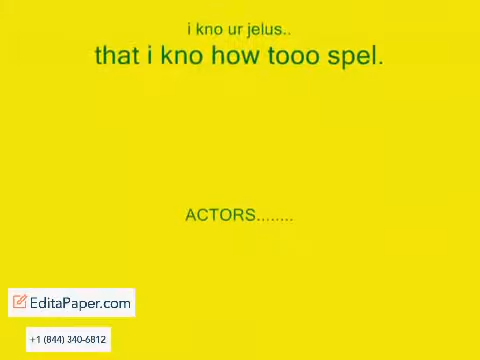 i kno ur jelus..
that i kno how tooo spel.
ACTORS........
EditaPaper.com
+1 (844) 340-6812